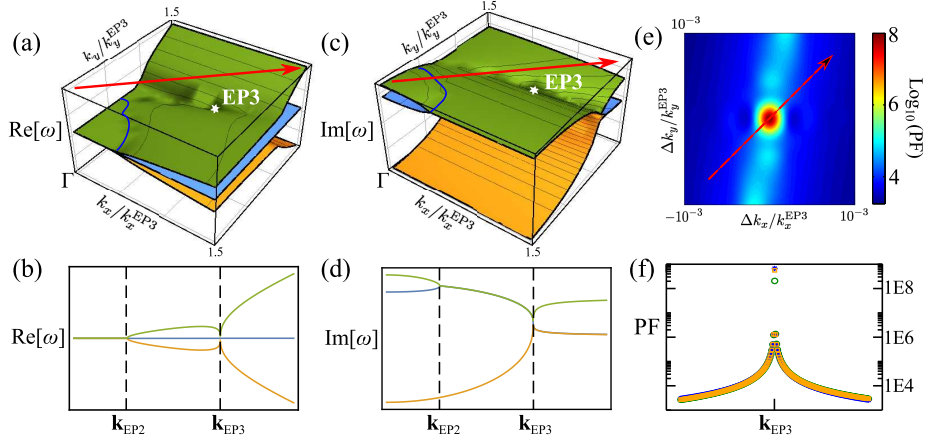 (a)
1.5
k_y/k_y^EP3
EP3
Re[ω]
Γ
k_x/k_x^EP3
1.5
(c)
1.5
k_y/k_y^EP3
EP3
Im[ω]
Γ
k_x/k_x^EP3
1.5
(e)
10⁻³
Δk_y/k_y^EP3
−10⁻³
Δk_x/k_x^EP3
10⁻³
8
4
Log₁₀ (PF)
(b)
Re[ω]
k_EP2
k_EP3
(d)
Im[ω]
k_EP2
k_EP3
(f)
PF
1E8
1E6
1E4
k_EP3